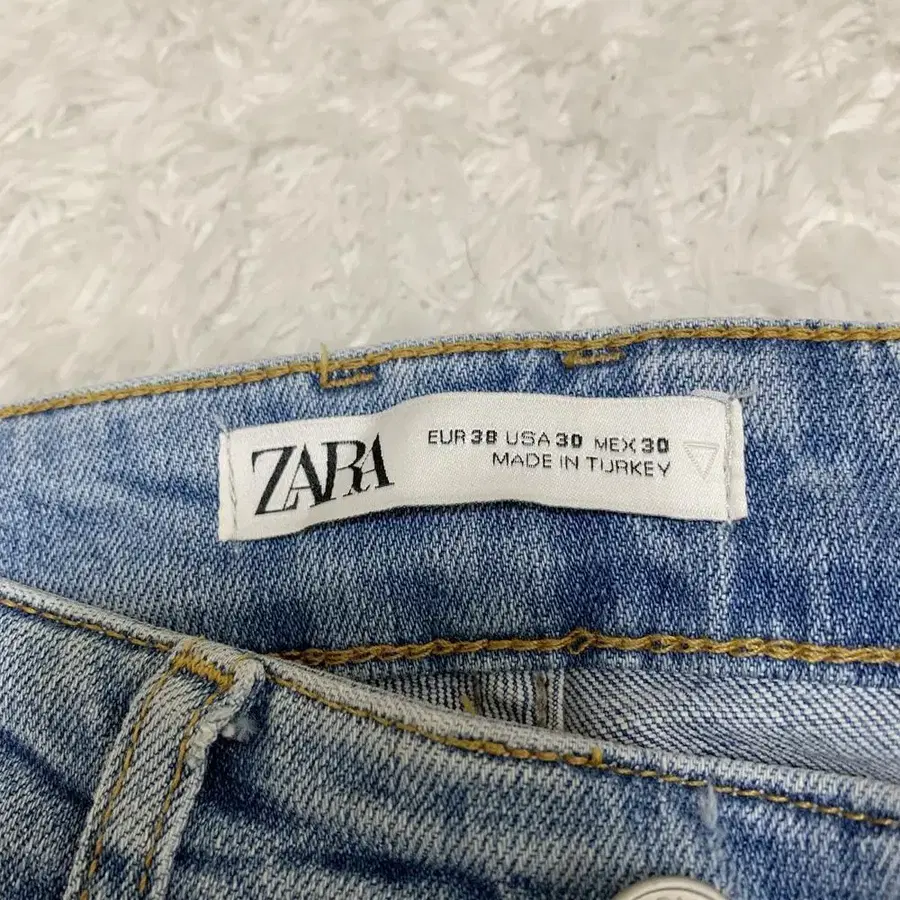 ZARA
EUR 38 USA 30 MEX 30
MADE IN TURKEY